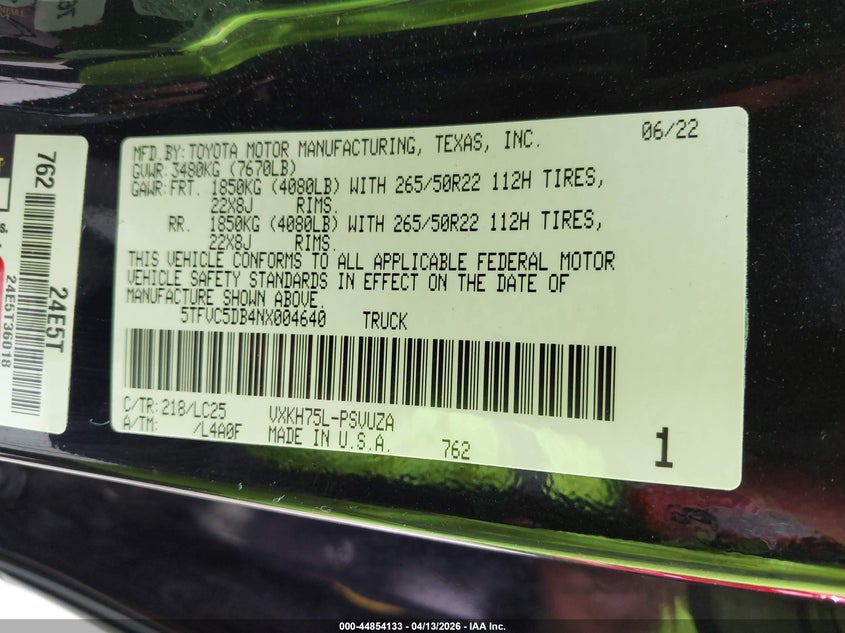 MFD.BY:TOYOTA MOTOR MANUFACTURING, TEXAS, INC. 06/22
GVWR:3480KG (7670LB)
GAWR:FRT. 1850KG (4080LB) WITH 265/50R22 112H TIRES,
22X8J RIMS.
RR. 1850KG (4080LB) WITH 265/50R22 112H TIRES,
22X8J RIMS.
THIS VEHICLE CONFORMS TO ALL APPLICABLE FEDERAL MOTOR
VEHICLE SAFETY STANDARDS IN EFFECT ON THE DATE OF
MANUFACTURE SHOWN ABOVE.
5TFVC5DB4NX004640 TRUCK
C/TR:218/LC25 VXKH75L-PSVUZA
A/TM: /L4A0F MADE IN U.S.A. 762 1
762 24E5T
24E5T36018
000-44854133 - 04/13/2026 - IAA Inc.